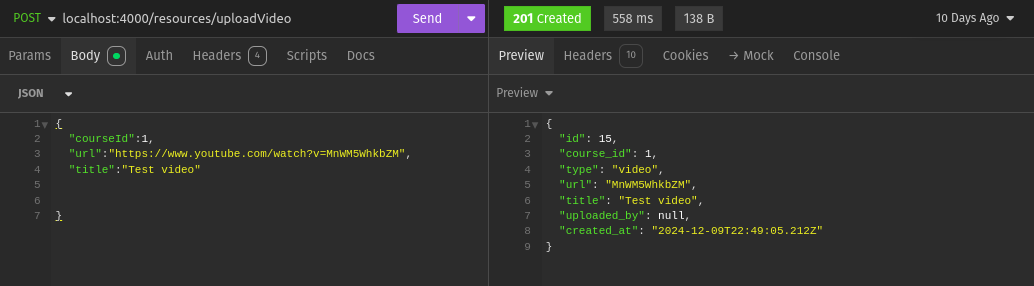 POST localhost:4000/resources/uploadVideo Send 201 Created 558 ms 138 B 10 Days Ago
Params Body Auth Headers 4 Scripts Docs Preview Headers 10 Cookies → Mock Console
JSON Preview
1 {
2 "courseId":1,
3 "url":"https://www.youtube.com/watch?v=MnWM5WhkbZM",
4 "title":"Test video"
5
6
7 }
1 {
2 "id": 15,
3 "course_id": 1,
4 "type": "video",
5 "url": "MnWM5WhkbZM",
6 "title": "Test video",
7 "uploaded_by": null,
8 "created_at": "2024-12-09T22:49:05.212Z"
9 }